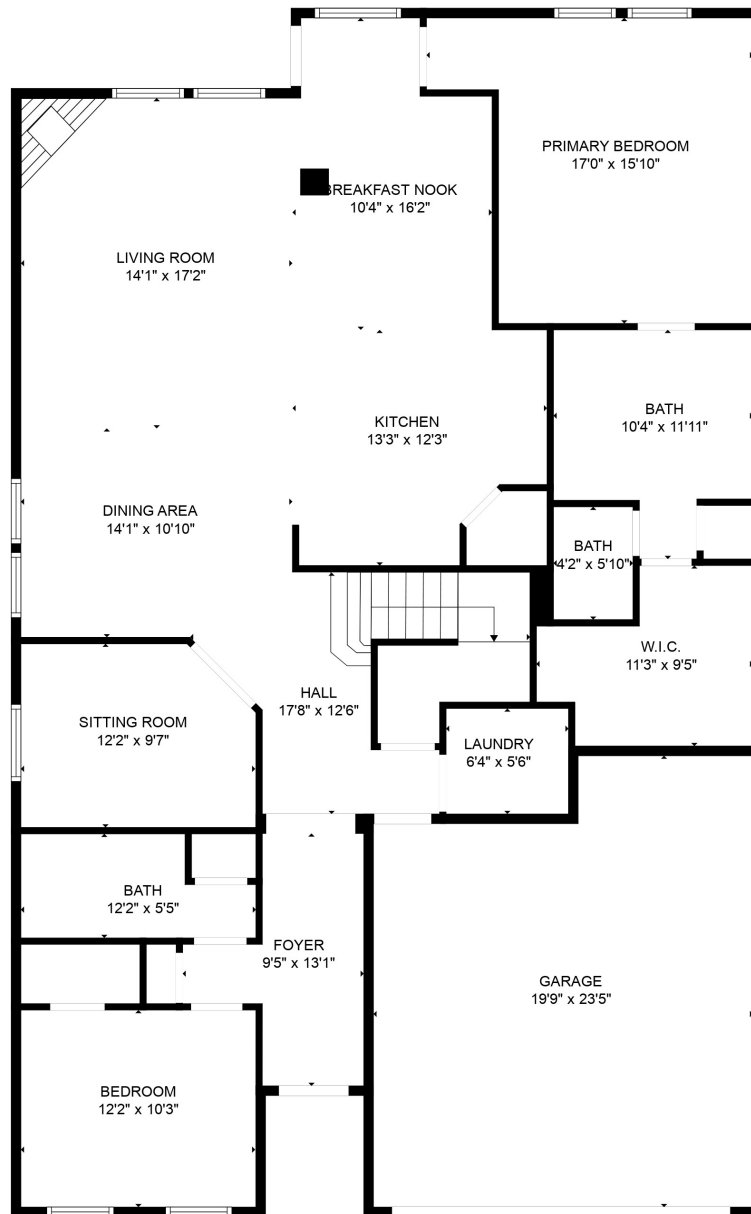 PRIMARY BEDROOM
17'0" x 15'10"
BREAKFAST NOOK
10'4" x 16'2"
LIVING ROOM
14'1" x 17'2"
KITCHEN
13'3" x 12'3"
BATH
10'4" x 11'11"
DINING AREA
14'1" x 10'10"
BATH
4'2" x 5'10"
W.I.C.
11'3" x 9'5"
HALL
17'8" x 12'6"
SITTING ROOM
12'2" x 9'7"
LAUNDRY
6'4" x 5'6"
BATH
12'2" x 5'5"
FOYER
9'5" x 13'1"
GARAGE
19'9" x 23'5"
BEDROOM
12'2" x 10'3"